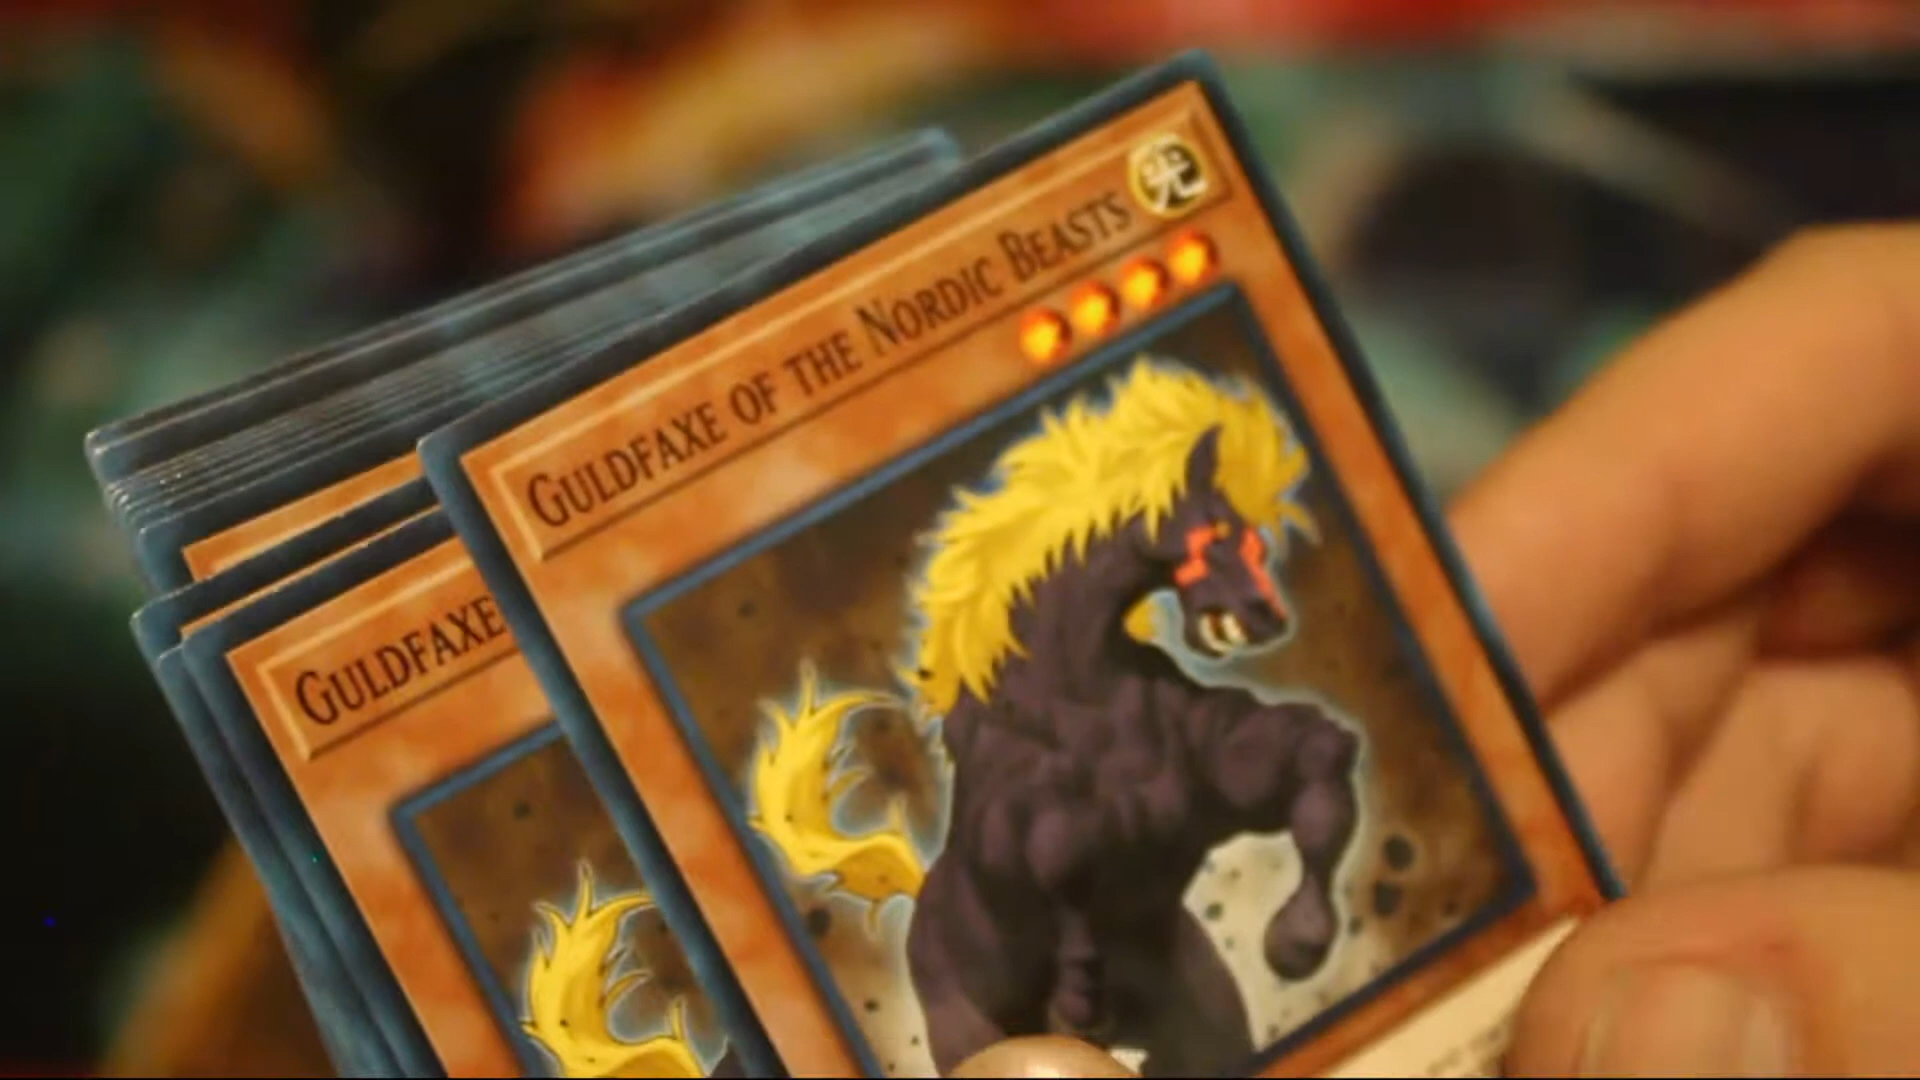 GULDFAXE OF THE NORDIC BEASTS
光
GULDFAXE